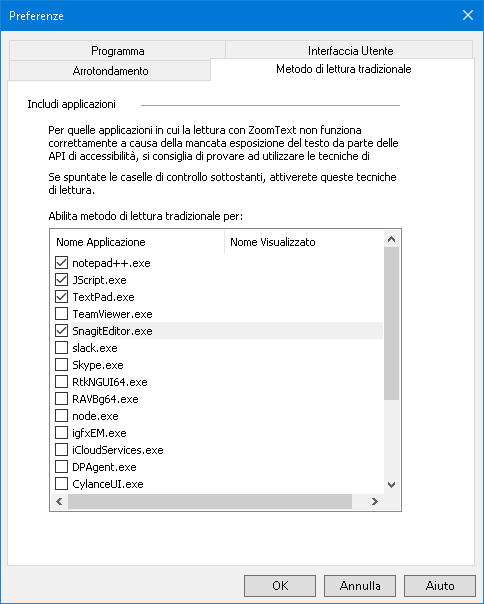 Preferenze
Programma
Interfaccia Utente
Arrotondamento
Metodo di lettura tradizionale
Includi applicazioni
Per quelle applicazioni in cui la lettura con ZoomText non funziona
correttamente a causa della mancata esposizione del testo da parte delle
API di accessibilità, si consiglia di provare ad utilizzare le tecniche di
Se spuntate le caselle di controllo sottostanti, attiverete queste tecniche
di lettura.
Abilita metodo di lettura tradizionale per:
Nome Applicazione Nome Visualizzato
notepad++.exe
JScript.exe
TextPad.exe
TeamViewer.exe
SnagitEditor.exe
slack.exe
Skype.exe
RtkNGUI64.exe
RAVBg64.exe
node.exe
igfxEM.exe
iCloudServices.exe
DPAgent.exe
CylanceUI.exe
OK Annulla Aiuto